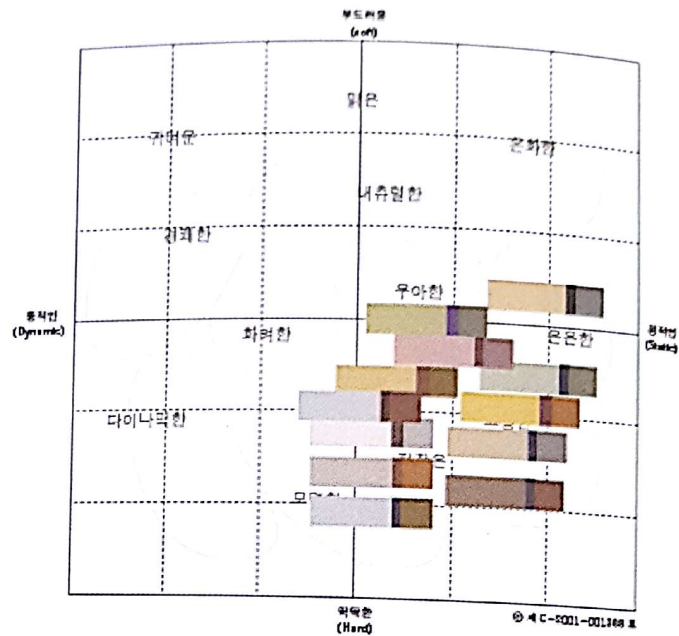 부드러움
(soft)
맑은
귀여운
온화한
내츄럴한
경쾌한
우아한
동적인
(Dynamic)
화려한
은은한
정적인
(Static)
다이나믹한
딱딱한
(Hard)